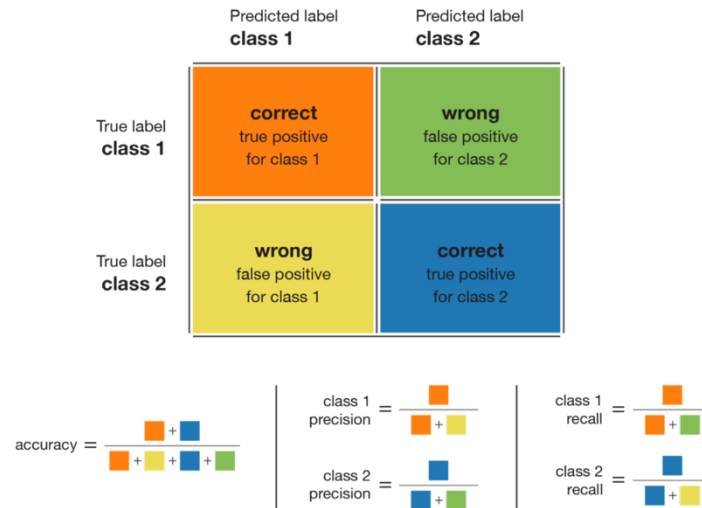 Predicted label
class 1
Predicted label
class 2
True label
class 1
correct
true positive
for class 1
wrong
false positive
for class 2
True label
class 2
wrong
false positive
for class 1
correct
true positive
for class 2
accuracy =
+
+ + +
class 1
precision =
+
class 2
precision =
+
class 1
recall =
+
class 2
recall =
+